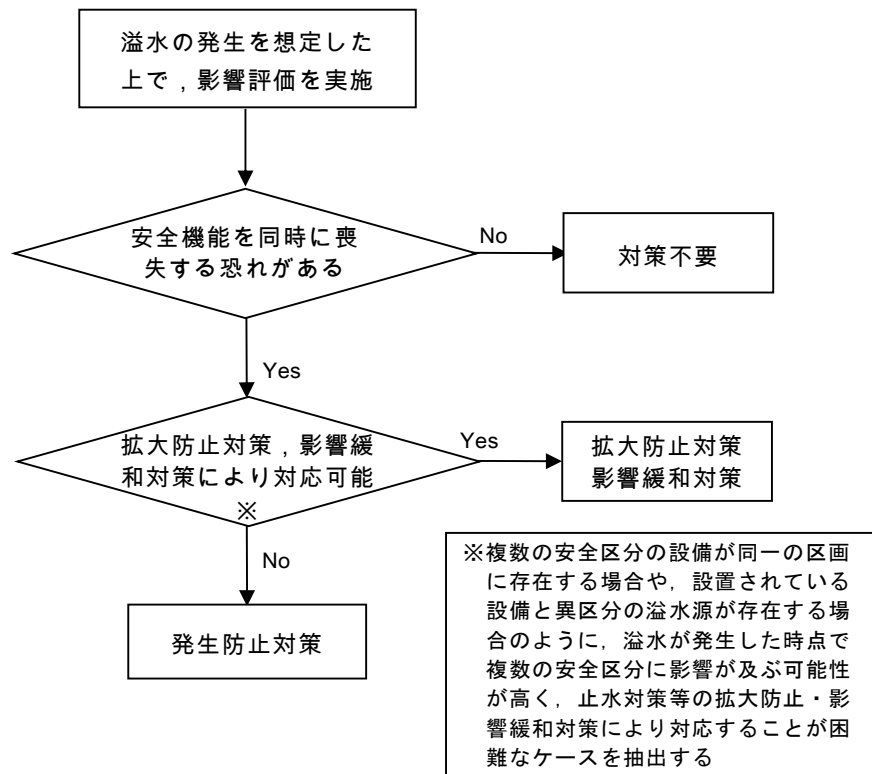 溢水の発生を想定した
上で，影響評価を実施
安全機能を同時に喪
失する恐れがある
No
対策不要
Yes
拡大防止対策，影響緩
和対策により対応可能
※
Yes
拡大防止対策
影響緩和対策
No
発生防止対策
※複数の安全区分の設備が同一の区画
に存在する場合や，設置されている
設備と異区分の溢水源が存在する場
合のように，溢水が発生した時点で
複数の安全区分に影響が及ぶ可能性
が高く，止水対策等の拡大防止・影
響緩和対策により対応することが困
難なケースを抽出する